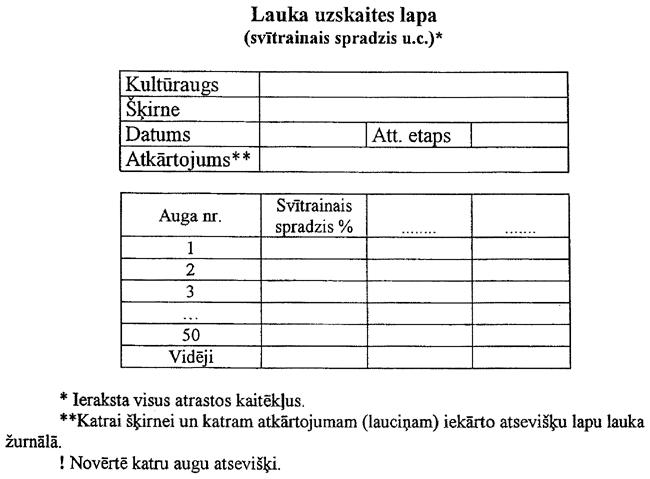 Lauka uzskaites lapa
(svītrainais spradzis u.c.)*
Kultūraugs
Šķirne
Datums Att. etaps
Atkārtojums**
Auga nr. Svītrainais spradzis % ........ .......
1
2
3
...
50
Vidēji
* Ieraksta visus atrastos kaitēkļus.
**Katrai šķirnei un katram atkārtojumam (lauciņam) iekārto atsevišķu lapu lauka
žurnālā.
! Novērtē katru augu atsevišķi.